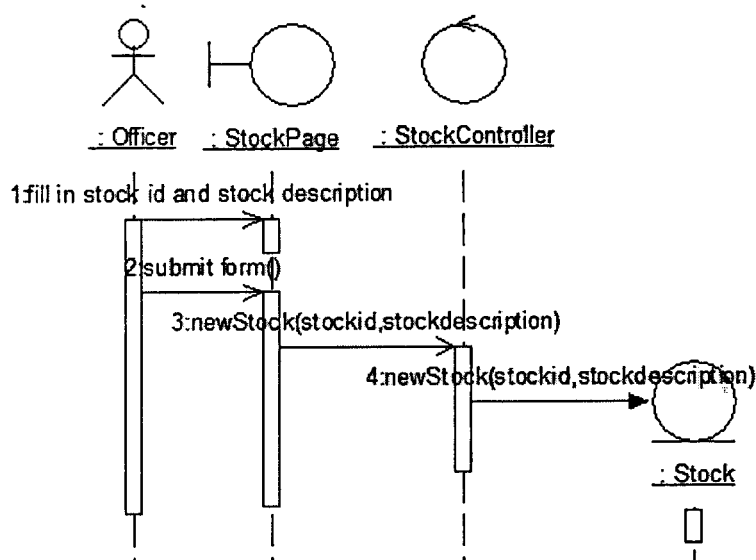 : Officer
: StockPage
: StockController
1:fill in stock id and stock description
2:submit form()
3:newStock(stockid,stockdescription)
4:newStock(stockid,stockdescription)
: Stock